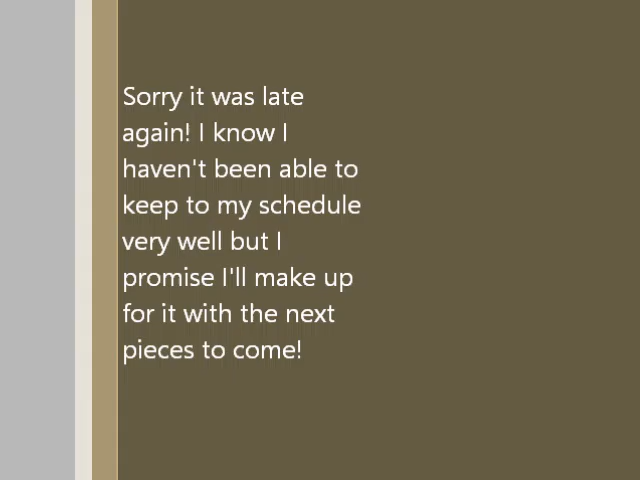 Sorry it was late
again! I know I
haven't been able to
keep to my schedule
very well but I
promise I'll make up
for it with the next
pieces to come!